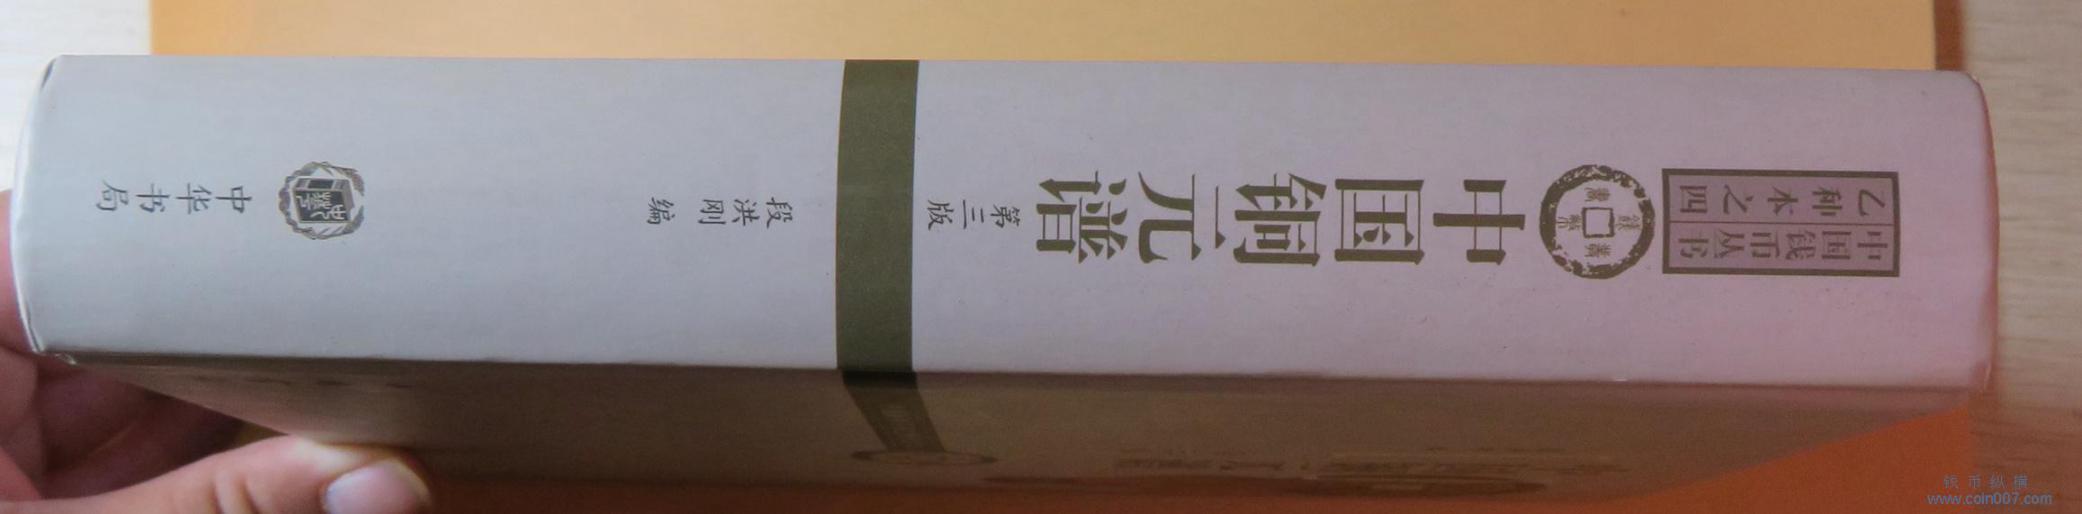 中国钱币丛书
乙种本之四
中国铜元谱
第三版
段洪刚 编
中华书局
钱币纵横
www.coin007.com